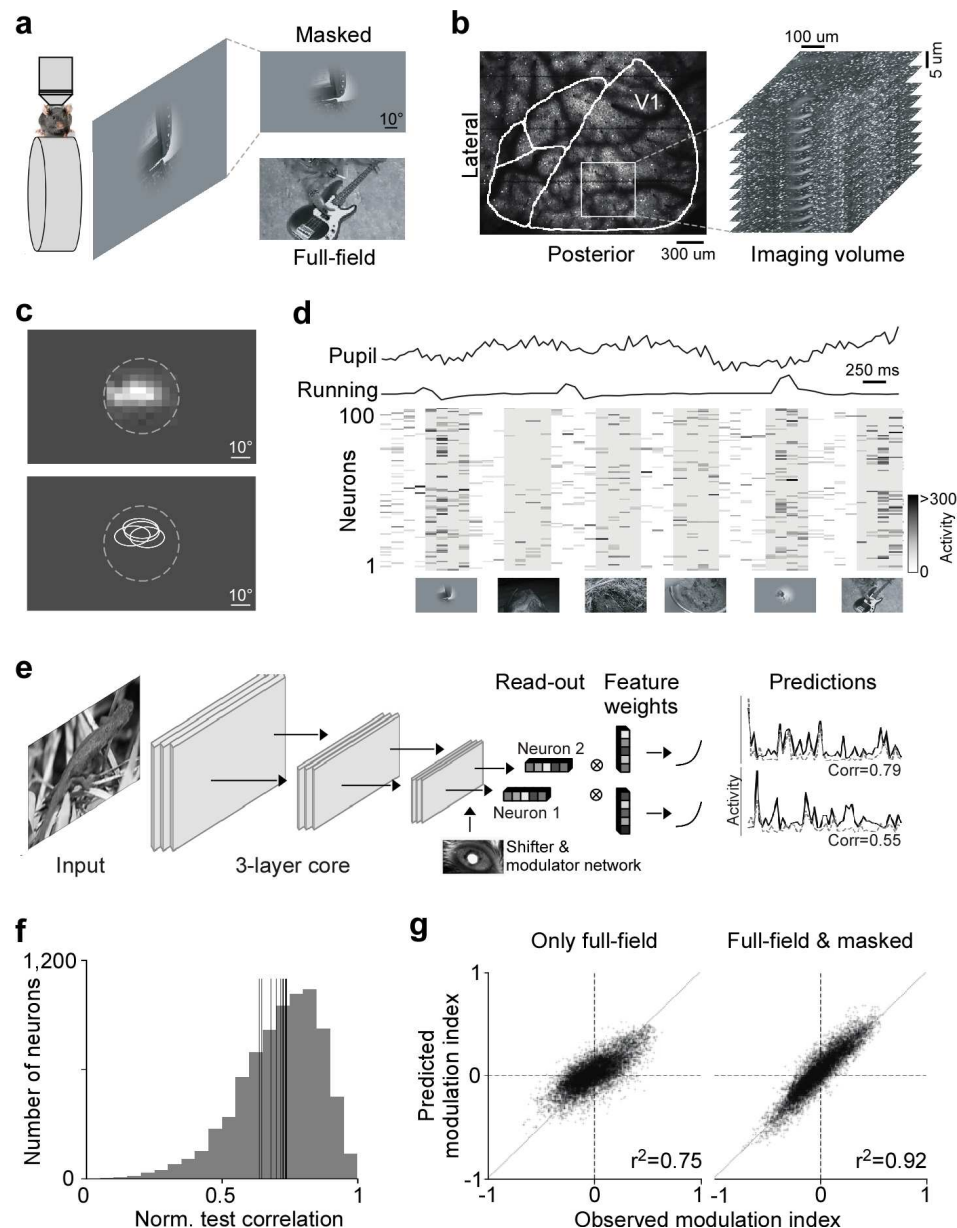 a
Masked
10°
Full-field
b
100 um
5 um
V1
Lateral
Posterior
300 um
Imaging volume
c
10°
10°
d
Pupil
Running
250 ms
100
Neurons
1
>300
Activity
0
e
Read-out
Feature
weights
Predictions
Neuron 2
⊗
Corr=0.79
Neuron 1
⊗
Activity
Corr=0.55
Shifter &
modulator network
Input
3-layer core
f
1,200
Number of neurons
0
0
0.5
1
Norm. test correlation
g
Only full-field
Full-field & masked
1
Predicted
modulation index
0
-1
r²=0.75
r²=0.92
-1
0
1
-1
0
1
Observed modulation index